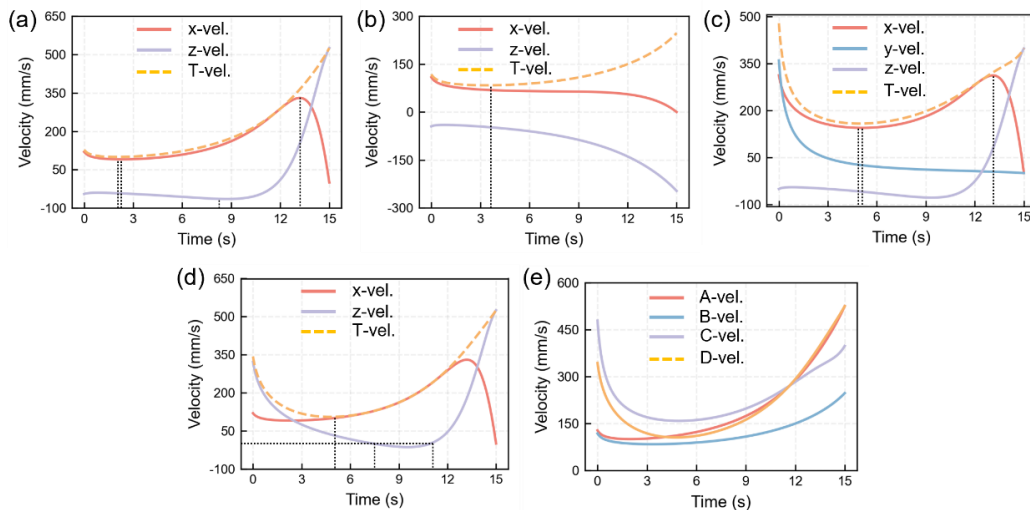 (a)
x-vel.
z-vel.
T-vel.
Velocity (mm/s)
650
500
350
200
50
-100
0
3
6
9
12
15
Time (s)
(b)
x-vel.
z-vel.
T-vel.
Velocity (mm/s)
300
150
0
-150
-300
0
3
6
9
12
15
Time (s)
(c)
x-vel.
y-vel.
z-vel.
T-vel.
Velocity (mm/s)
500
350
200
50
-100
0
3
6
9
12
15
Time (s)
(d)
x-vel.
z-vel.
T-vel.
Velocity (mm/s)
650
500
350
200
50
-100
0
3
6
9
12
15
Time (s)
(e)
A-vel.
B-vel.
C-vel.
D-vel.
Velocity (mm/s)
600
450
300
150
0
0
3
6
9
12
15
Time (s)